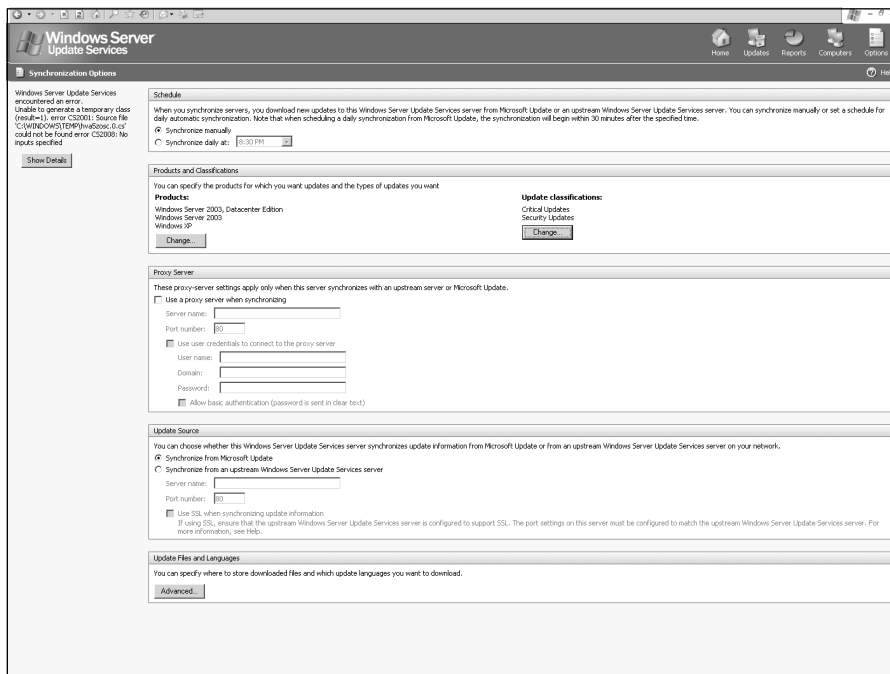 Windows Server
Update Services
Home
Updates
Reports
Computers
Options
Synchronization Options
Windows Server Update Services
encountered an error.
Unable to generate a temporary class
(result=1). error CS2001: Source file
'C:\WINDOWS\TEMP\hva5zosc.0.cs'
could not be found error CS2008: No
inputs specified
Show Details
Schedule
When you synchronize servers, you download new updates to this Windows Server Update Services server from Microsoft Update or an upstream Windows Server Update Services server. You can synchronize manually or set a schedule for
daily automatic synchronization. Note that when scheduling a daily synchronization from Microsoft Update, the synchronization will begin within 30 minutes after the specified time.
Synchronize manually
Synchronize daily at: 8:30 PM
Products and Classifications
You can specify the products for which you want updates and the types of updates you want
Products:
Windows Server 2003, Datacenter Edition
Windows Server 2003
Windows XP
Change...
Update classifications:
Critical Updates
Security Updates
Change...
Proxy Server
These proxy-server settings apply only when this server synchronizes with an upstream server or Microsoft Update.
Use a proxy server when synchronizing
Server name:
Port number: 80
Use user credentials to connect to the proxy server
User name:
Domain:
Password:
Allow basic authentication (password is sent in clear text)
Update Source
You can choose whether this Windows Server Update Services server synchronizes update information from Microsoft Update or from an upstream Windows Server Update Services server on your network.
Synchronize from Microsoft Update
Synchronize from an upstream Windows Server Update Services server
Server name:
Port number: 80
Use SSL when synchronizing update information
If using SSL, ensure that the upstream Windows Server Update Services server is configured to support SSL. The port settings on this server must be configured to match the upstream Windows Server Update Services server. For
more information, see Help.
Update Files and Languages
You can specify where to store downloaded files and which update languages you want to download.
Advanced...